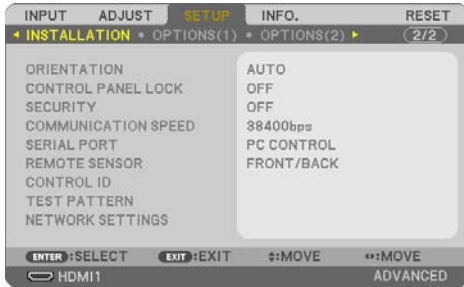 INPUT ADJUST SETUP INFO. RESET
INSTALLATION • OPTIONS(1) • OPTIONS(2) 2/2
ORIENTATION AUTO
CONTROL PANEL LOCK OFF
SECURITY OFF
COMMUNICATION SPEED 38400bps
SERIAL PORT PC CONTROL
REMOTE SENSOR FRONT/BACK
CONTROL ID
TEST PATTERN
NETWORK SETTINGS
ENTER :SELECT EXIT :EXIT :MOVE :MOVE
HDMI1 ADVANCED